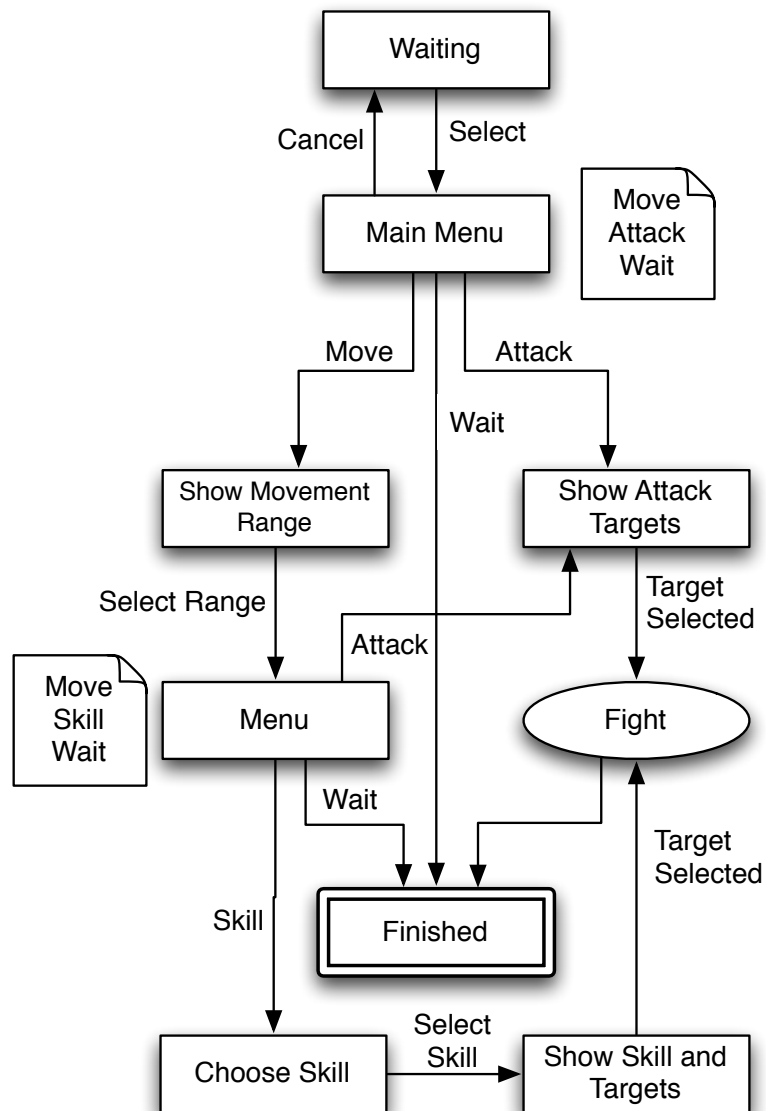 Waiting
Cancel
Select
Main Menu
Move
Attack
Wait
Move
Attack
Wait
Show Movement
Range
Show Attack
Targets
Select Range
Target
Selected
Attack
Move
Skill
Wait
Menu
Fight
Wait
Target
Selected
Skill
Finished
Select
Skill
Choose Skill
Show Skill and
Targets